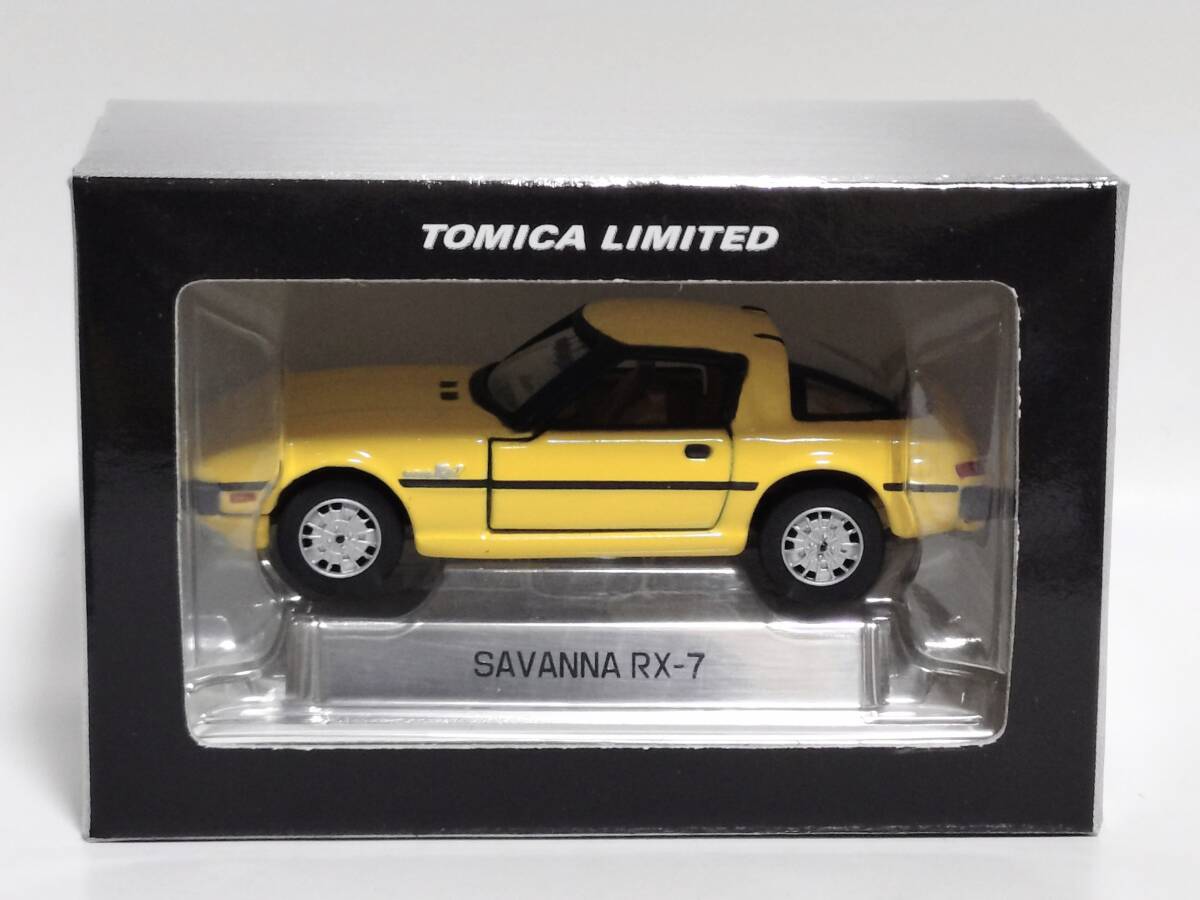 TOMICA LIMITED
SAVANNA RX-7